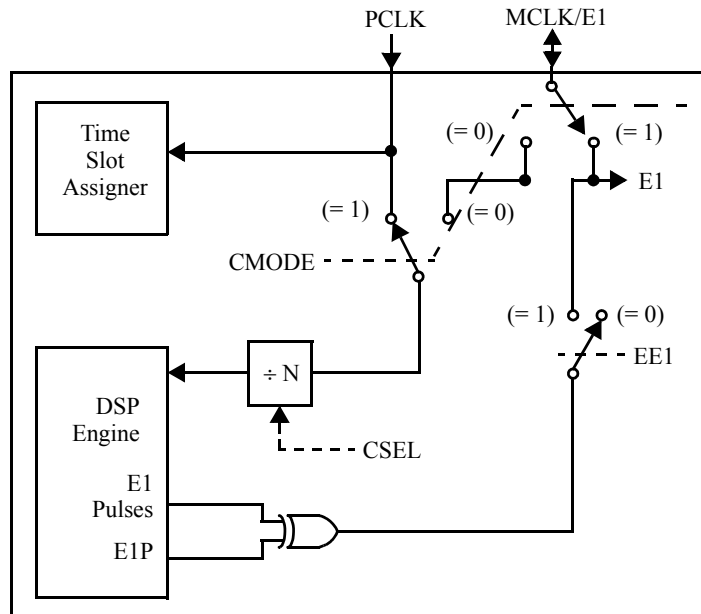 PCLK
MCLK/E1
Time
Slot
Assigner
(= 0)
(= 1)
E1
(= 1)
(= 0)
CMODE
(= 1)
(= 0)
EE1
÷ N
DSP
Engine
CSEL
E1
Pulses
E1P